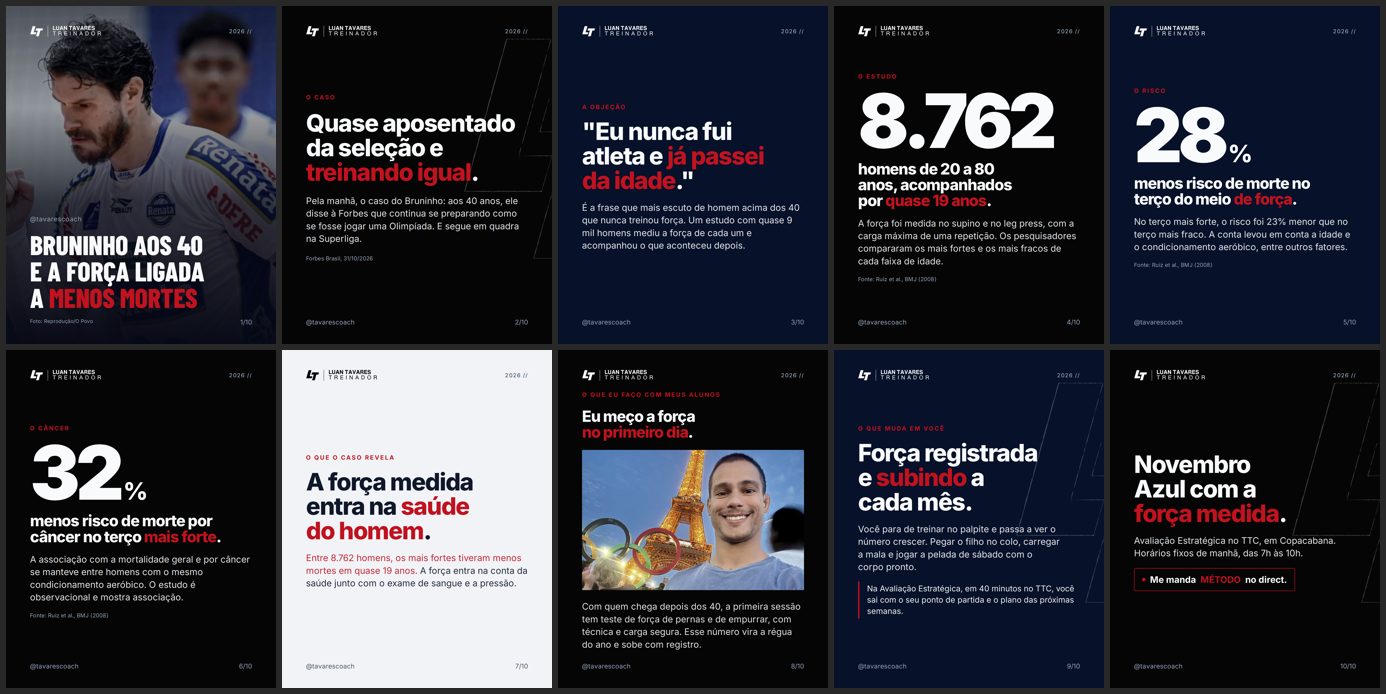 LT | LUAN TAVARES
TREINADOR
2026 //
Renata
PENALTY
Renata
ADERE
@tavarescoach
BRUNINHO AOS 40
E A FORÇA LIGADA
A MENOS MORTES
Foto: Reprodução/O Povo
1/10
LT | LUAN TAVARES
TREINADOR
2026 //
O CASO
Quase aposentado
da seleção e
treinando igual.
Pela manhã, o caso do Bruninho: aos 40 anos, ele
disse à Forbes que continua se preparando como
se fosse jogar uma Olimpíada. E segue em quadra
na Superliga.
Forbes Brasil, 31/10/2026
@tavarescoach
2/10
LT | LUAN TAVARES
TREINADOR
2026 //
A OBJEÇÃO
"Eu nunca fui
atleta e já passei
da idade."
É a frase que mais escuto de homem acima dos 40
que nunca treinou força. Um estudo com quase 9
mil homens mediu a força de cada um e
acompanhou o que aconteceu depois.
@tavarescoach
3/10
LT | LUAN TAVARES
TREINADOR
2026 //
O ESTUDO
8.762
homens de 20 a 80
anos, acompanhados
por quase 19 anos.
A força foi medida no supino e no leg press, com a
carga máxima de uma repetição. Os pesquisadores
compararam os mais fortes e os mais fracos de
cada faixa de idade.
Fonte: Ruiz et al., BMJ (2008)
@tavarescoach
4/10
LT | LUAN TAVARES
TREINADOR
2026 //
O RISCO
28%
menos risco de morte no
terço do meio de força.
No terço mais forte, o risco foi 23% menor que no
terço mais fraco. A conta levou em conta a idade e
o condicionamento aeróbico, entre outros fatores.
Fonte: Ruiz et al., BMJ (2008)
@tavarescoach
5/10
LT | LUAN TAVARES
TREINADOR
2026 //
O CÂNCER
32%
menos risco de morte por
câncer no terço mais forte.
A associação com a mortalidade geral e por câncer
se manteve entre homens com o mesmo
condicionamento aeróbico. O estudo é
observacional e mostra associação.
Fonte: Ruiz et al., BMJ (2008)
@tavarescoach
6/10
LT | LUAN TAVARES
TREINADOR
2026 //
O QUE O CASO REVELA
A força medida
entra na saúde
do homem.
Entre 8.762 homens, os mais fortes tiveram menos
mortes em quase 19 anos. A força entra na conta da
saúde junto com o exame de sangue e a pressão.
@tavarescoach
7/10
LT | LUAN TAVARES
TREINADOR
2026 //
O QUE EU FAÇO COM MEUS ALUNOS
Eu meço a força
no primeiro dia.
Com quem chega depois dos 40, a primeira sessão
tem teste de força de pernas e de empurrar, com
técnica e carga segura. Esse número vira a régua
do ano e sobe com registro.
@tavarescoach
8/10
LT | LUAN TAVARES
TREINADOR
2026 //
O QUE MUDA EM VOCÊ
Força registrada
e subindo a
cada mês.
Você para de treinar no palpite e passa a ver o
número crescer. Pegar o filho no colo, carregar
a mala e jogar a pelada de sábado com o
corpo pronto.
Na Avaliação Estratégica, em 40 minutos no TTC, você
sai com o seu ponto de partida e o plano das próximas
semanas.
@tavarescoach
9/10
LT | LUAN TAVARES
TREINADOR
2026 //
Novembro
Azul com a
força medida.
Avaliação Estratégica no TTC, em Copacabana.
Horários fixos de manhã, das 7h às 10h.
Me manda MÉTODO no direct.
@tavarescoach
10/10